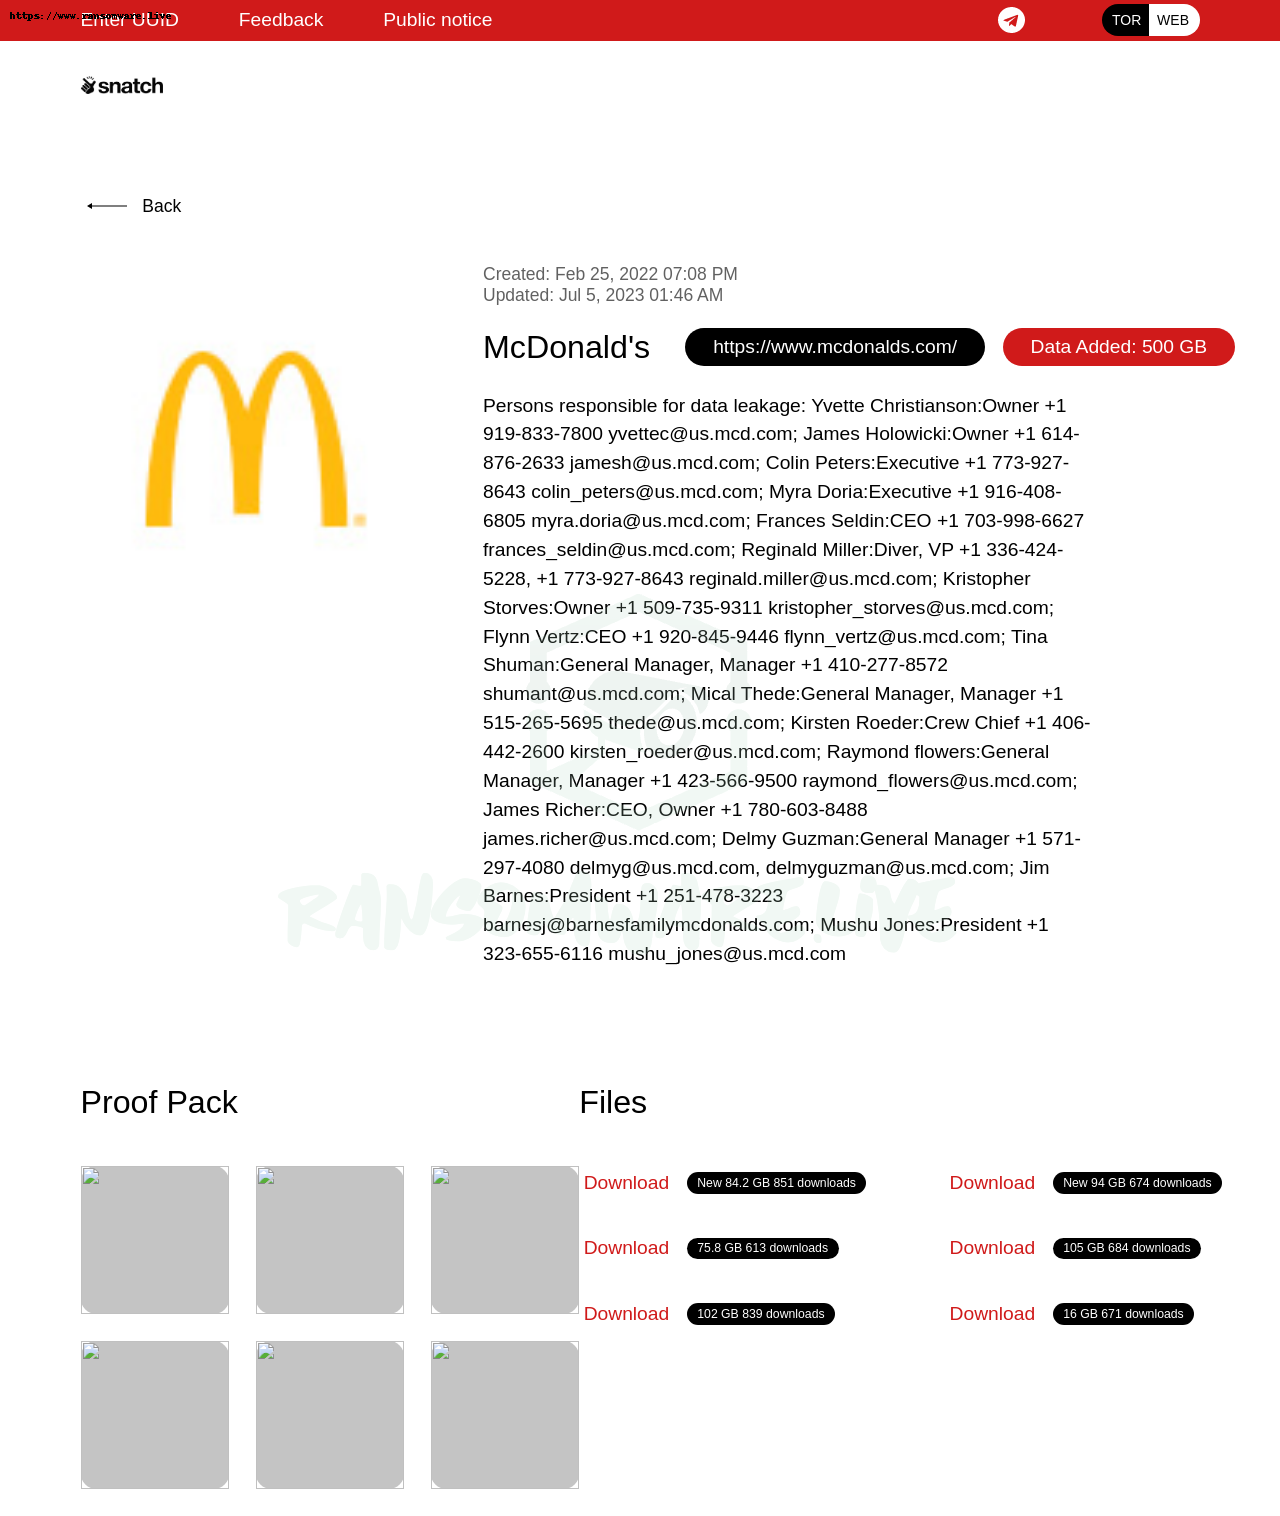 https://www.ransomware.live
Enter UUID Feedback Public notice TOR WEB
snatch
Back
Created: Feb 25, 2022 07:08 PM
Updated: Jul 5, 2023 01:46 AM
McDonald's https://www.mcdonalds.com/ Data Added: 500 GB
Persons responsible for data leakage: Yvette Christianson:Owner +1
919-833-7800 yvettec@us.mcd.com; James Holowicki:Owner +1 614-
876-2633 jamesh@us.mcd.com; Colin Peters:Executive +1 773-927-
8643 colin_peters@us.mcd.com; Myra Doria:Executive +1 916-408-
6805 myra.doria@us.mcd.com; Frances Seldin:CEO +1 703-998-6627
frances_seldin@us.mcd.com; Reginald Miller:Diver, VP +1 336-424-
5228, +1 773-927-8643 reginald.miller@us.mcd.com; Kristopher
Storves:Owner +1 509-735-9311 kristopher_storves@us.mcd.com;
Flynn Vertz:CEO +1 920-845-9446 flynn_vertz@us.mcd.com; Tina
Shuman:General Manager, Manager +1 410-277-8572
shumant@us.mcd.com; Mical Thede:General Manager, Manager +1
515-265-5695 thede@us.mcd.com; Kirsten Roeder:Crew Chief +1 406-
442-2600 kirsten_roeder@us.mcd.com; Raymond flowers:General
Manager, Manager +1 423-566-9500 raymond_flowers@us.mcd.com;
James Richer:CEO, Owner +1 780-603-8488
james.richer@us.mcd.com; Delmy Guzman:General Manager +1 571-
297-4080 delmyg@us.mcd.com, delmyguzman@us.mcd.com; Jim
Barnes:President +1 251-478-3223
barnesj@barnesfamilymcdonalds.com; Mushu Jones:President +1
323-655-6116 mushu_jones@us.mcd.com
RANSOMWARE.LIVE
Proof Pack Files
Download New 84.2 GB 851 downloads Download New 94 GB 674 downloads
Download 75.8 GB 613 downloads Download 105 GB 684 downloads
Download 102 GB 839 downloads Download 16 GB 671 downloads